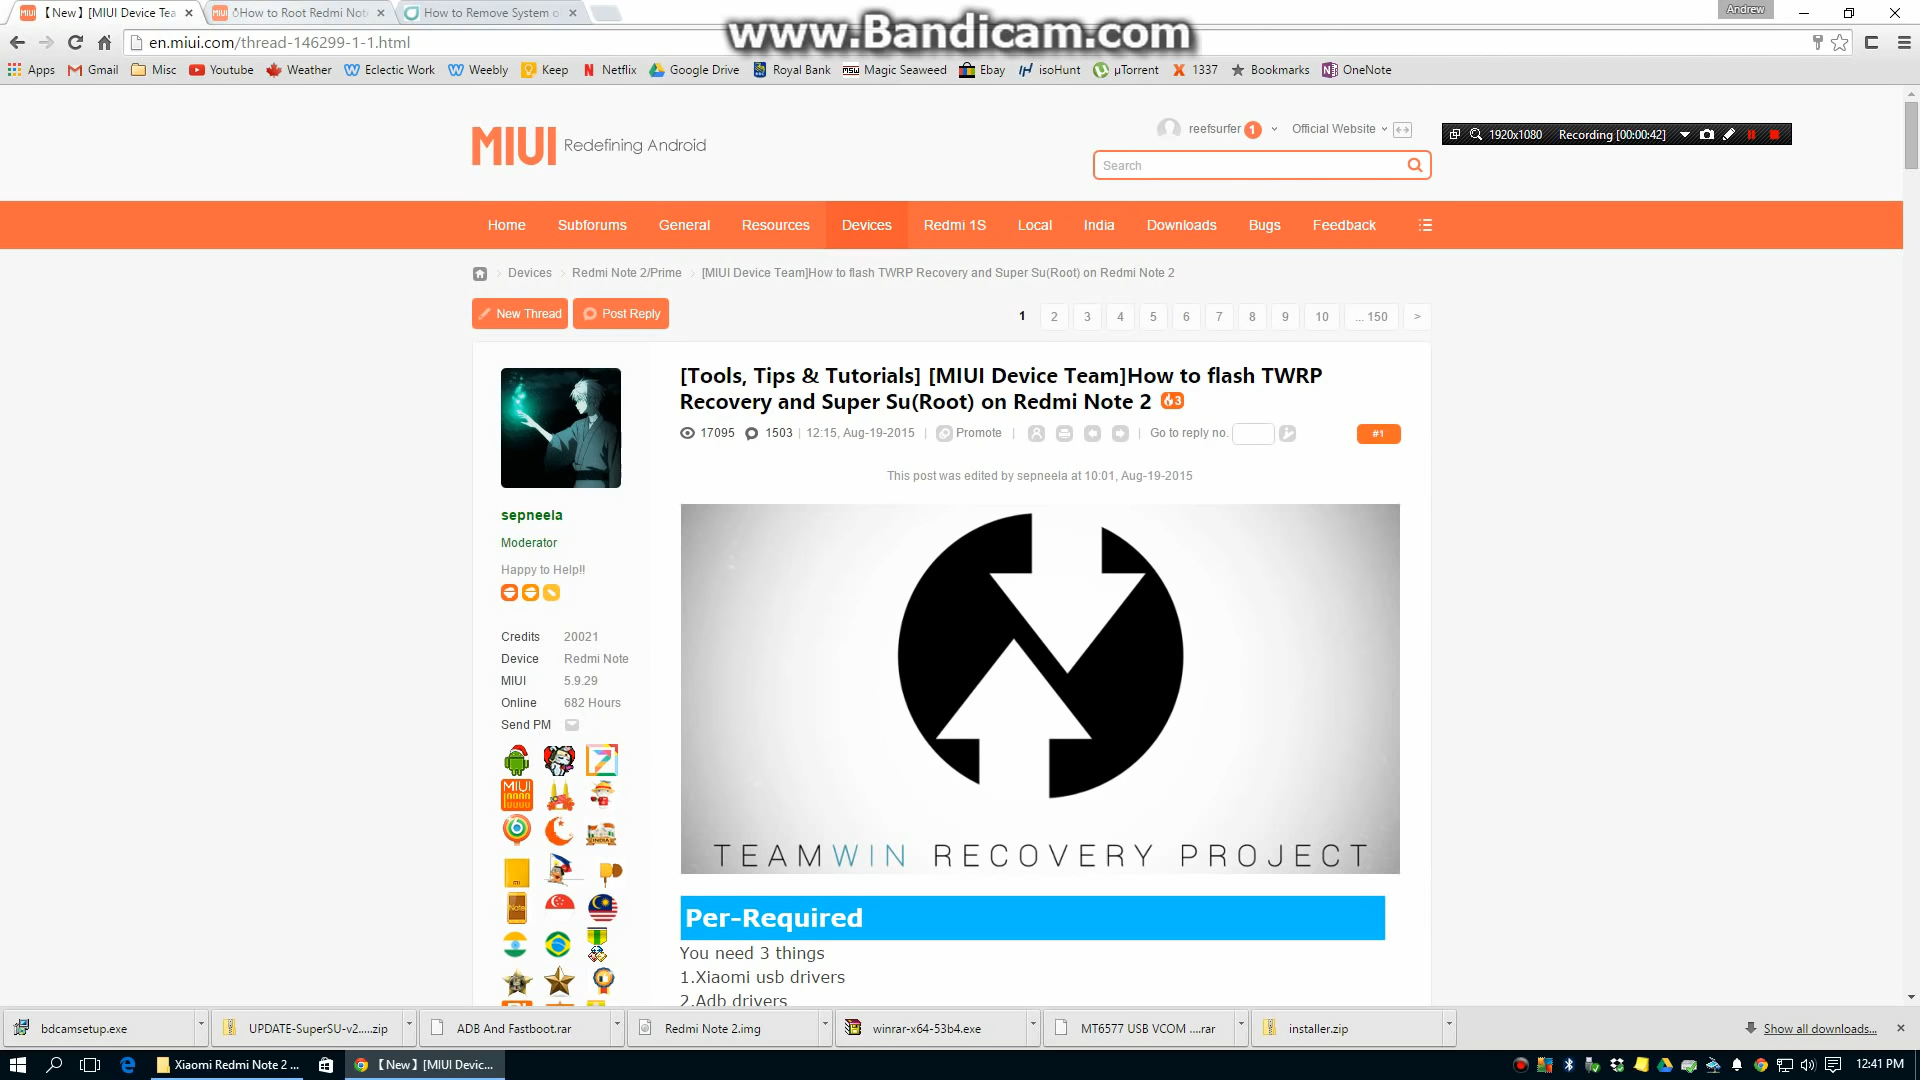 【New】[MIUI Device Tea
How to Root Redmi Not
How to Remove System o
Andrew
www.Bandicam.com
en.miui.com/thread-146299-1-1.html
Apps Gmail Misc Youtube Weather Eclectic Work Weebly Keep Netflix Google Drive Royal Bank Magic Seaweed Ebay isoHunt µTorrent 1337 Bookmarks OneNote
MIUI Redefining Android
reefsurfer 1 Official Website
1920x1080 Recording [00:00:42]
Search
Home Subforums General Resources Devices Redmi 1S Local India Downloads Bugs Feedback
Devices Redmi Note 2/Prime [MIUI Device Team]How to flash TWRP Recovery and Super Su(Root) on Redmi Note 2
New Thread Post Reply
1 2 3 4 5 6 7 8 9 10 ... 150 >
[Tools, Tips & Tutorials] [MIUI Device Team]How to flash TWRP
Recovery and Super Su(Root) on Redmi Note 2 3
17095 1503 | 12:15, Aug-19-2015 | Promote | | Go to reply no. #1
This post was edited by sepneela at 10:01, Aug-19-2015
sepneela
Moderator
Happy to Help!!
Credits 20021
Device Redmi Note
MIUI 5.9.29
Online 682 Hours
Send PM
TEAMWIN RECOVERY PROJECT
Per-Required
You need 3 things
1.Xiaomi usb drivers
2.Adb drivers
bdcamsetup.exe UPDATE-SuperSU-v2.....zip ADB And Fastboot.rar Redmi Note 2.img winrar-x64-53b4.exe MT6577 USB VCOM ....rar installer.zip Show all downloads...
Xiaomi Redmi Note 2 ... 【New】[MIUI Devic... 12:41 PM